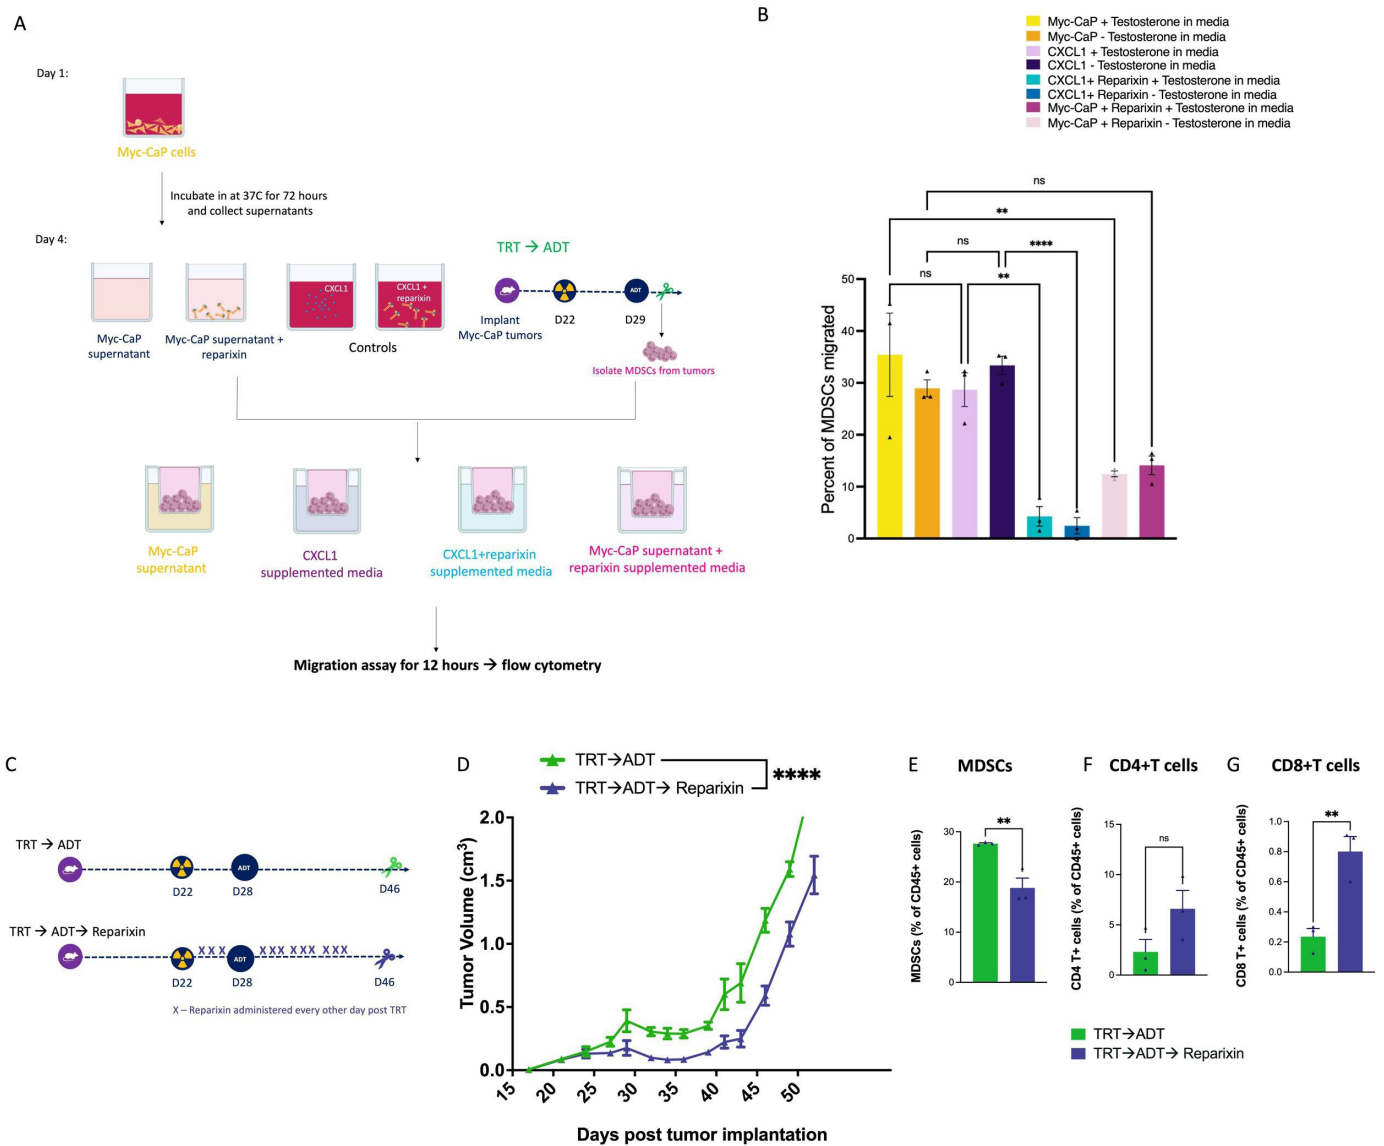 A
Day 1:
Myc-CaP cells
Incubate in at 37C for 72 hours
and collect supernatants
Day 4:
Myc-CaP
supernatant
Myc-CaP supernatant +
reparixin
CXCL1
CXCL1 +
reparixin
Controls
TRT → ADT
ADT
Implant
Myc-CaP tumors
D22
D29
Isolate MDSCs from tumors
Myc-CaP
supernatant
CXCL1
supplemented media
CXCL1+reparixin
supplemented media
Myc-CaP supernatant +
reparixin supplemented media
Migration assay for 12 hours → flow cytometry
B
Myc-CaP + Testosterone in media
Myc-CaP - Testosterone in media
CXCL1 + Testosterone in media
CXCL1 - Testosterone in media
CXCL1+ Reparixin + Testosterone in media
CXCL1+ Reparixin - Testosterone in media
Myc-CaP + Reparixin + Testosterone in media
Myc-CaP + Reparixin - Testosterone in media
ns
**
ns
****
ns
**
Percent of MDSCs migrated
50
40
30
20
10
0
C
TRT → ADT
ADT
D22
D28
D46
TRT → ADT→ Reparixin
X X X
ADT
XXX XXX XXX
D22
D28
D46
X – Reparixin administered every other day post TRT
D
TRT→ADT
TRT→ADT→ Reparixin
****
Tumor Volume (cm3)
2.0
1.5
1.0
0.5
0.0
15
20
25
30
35
40
45
50
Days post tumor implantation
E
MDSCs
**
MDSCs (% of CD45+ cells)
30
20
10
0
F
CD4+T cells
ns
CD4 T+ cells (% of CD45+ cells)
15
10
5
0
G
CD8+T cells
**
CD8 T+ cells (% of CD45+ cells)
1.0
0.8
0.6
0.4
0.2
0.0
TRT→ADT
TRT→ADT→ Reparixin